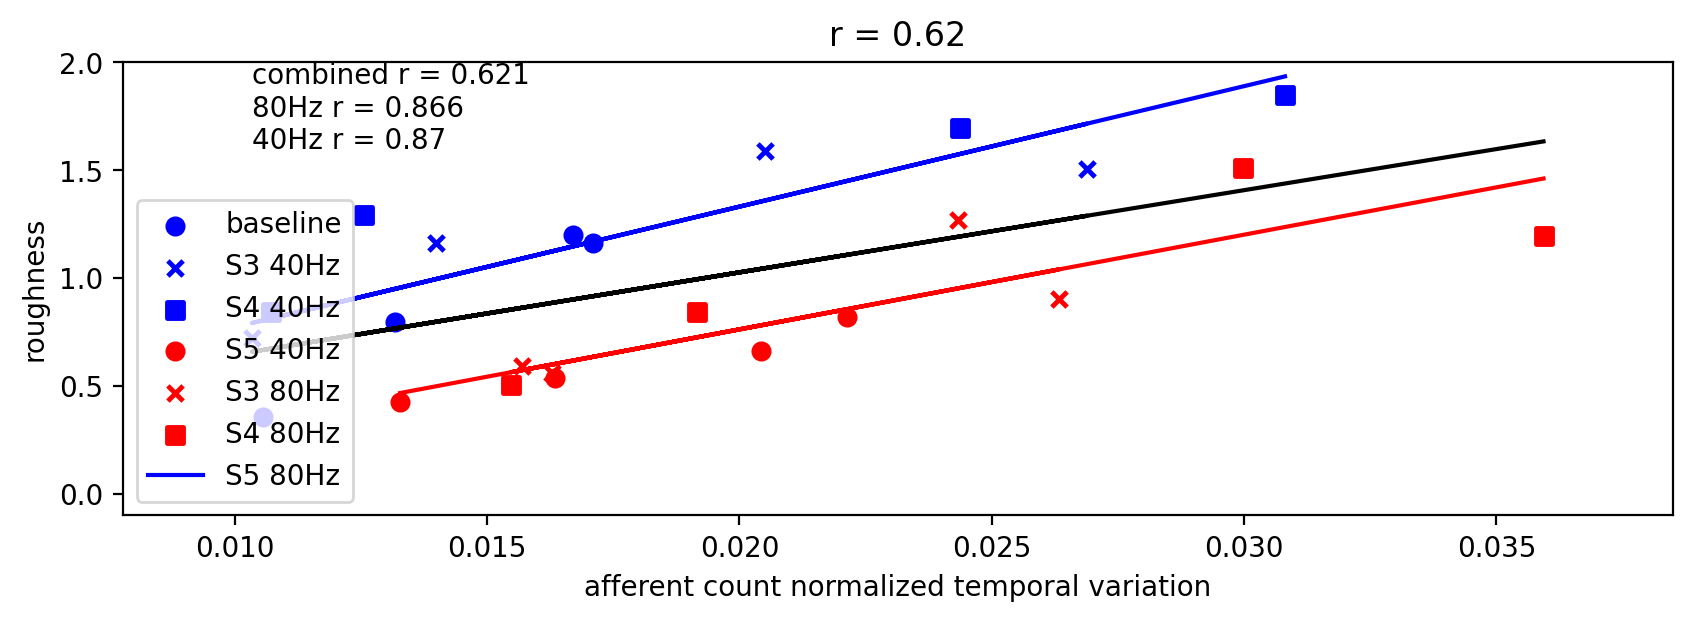 r = 0.62
combined r = 0.621
80Hz r = 0.866
40Hz r = 0.87
2.0
1.5
1.0
0.5
0.0
roughness
baseline
S3 40Hz
S4 40Hz
S5 40Hz
S3 80Hz
S4 80Hz
S5 80Hz
0.010 0.015 0.020 0.025 0.030 0.035
afferent count normalized temporal variation